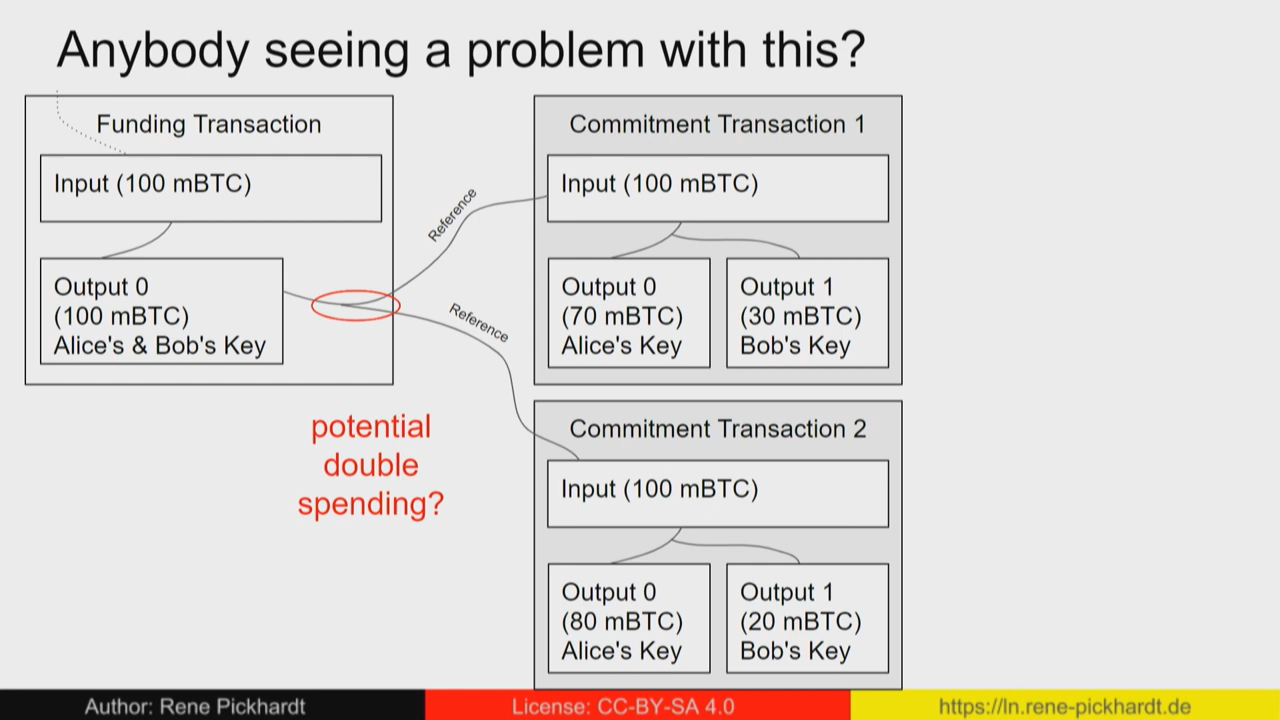 Anybody seeing a problem with this?
Funding Transaction
Input (100 mBTC)
Output 0
(100 mBTC)
Alice's & Bob's Key
Reference
Reference
potential
double
spending?
Commitment Transaction 1
Input (100 mBTC)
Output 0
(70 mBTC)
Alice's Key
Output 1
(30 mBTC)
Bob's Key
Commitment Transaction 2
Input (100 mBTC)
Output 0
(80 mBTC)
Alice's Key
Output 1
(20 mBTC)
Bob's Key
Author: Rene Pickhardt
License: CC-BY-SA 4.0
https://ln.rene-pickhardt.de